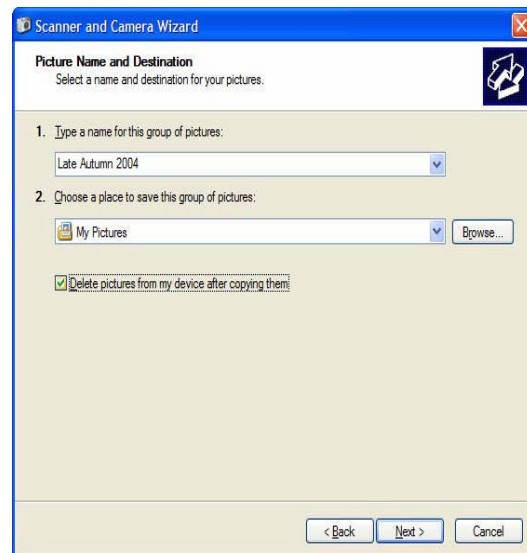 Scanner and Camera Wizard
Picture Name and Destination
Select a name and destination for your pictures.
1. Type a name for this group of pictures:
Late Autumn 2004
2. Choose a place to save this group of pictures:
My Pictures Browse...
Delete pictures from my device after copying them
< Back Next > Cancel